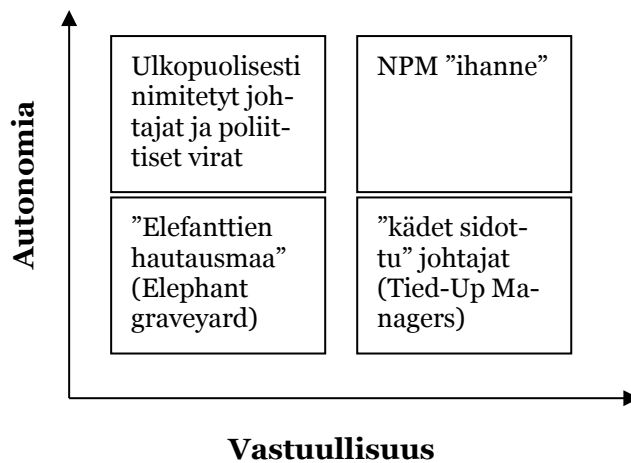 Autonomia
Ulkopuolisesti
nimitetyt joh-
tajat ja poliit-
tiset virat
NPM ”ihanne”
”Elefanttien
hautausmaa”
(Elephant
graveyard)
”kädet sidot-
tu” johtajat
(Tied-Up Ma-
nagers)
Vastuullisuus